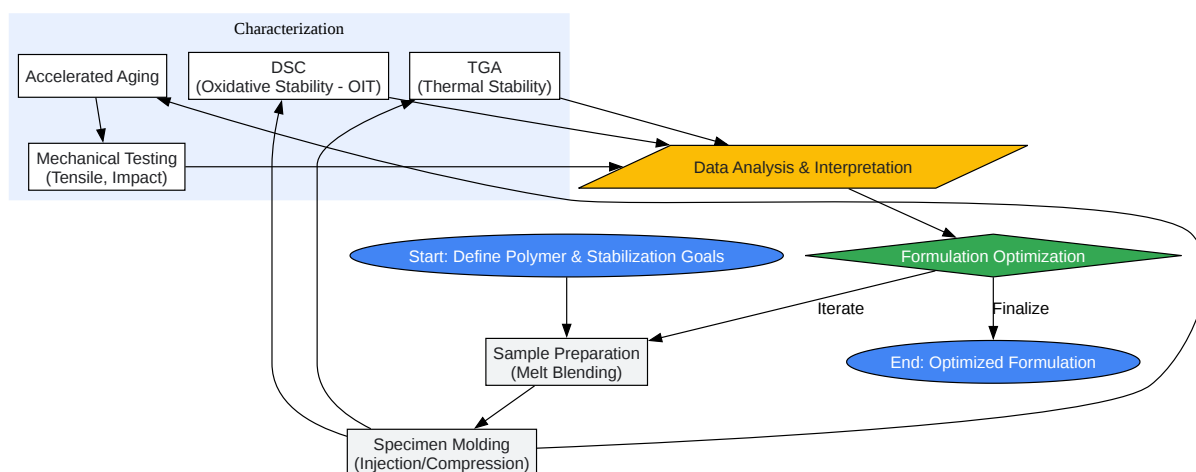 Characterization
Accelerated Aging
DSC
(Oxidative Stability - OIT)
TGA
(Thermal Stability)
Mechanical Testing
(Tensile, Impact)
Data Analysis & Interpretation
Start: Define Polymer & Stabilization Goals
Formulation Optimization
Iterate
Finalize
Sample Preparation
(Melt Blending)
End: Optimized Formulation
Specimen Molding
(Injection/Compression)